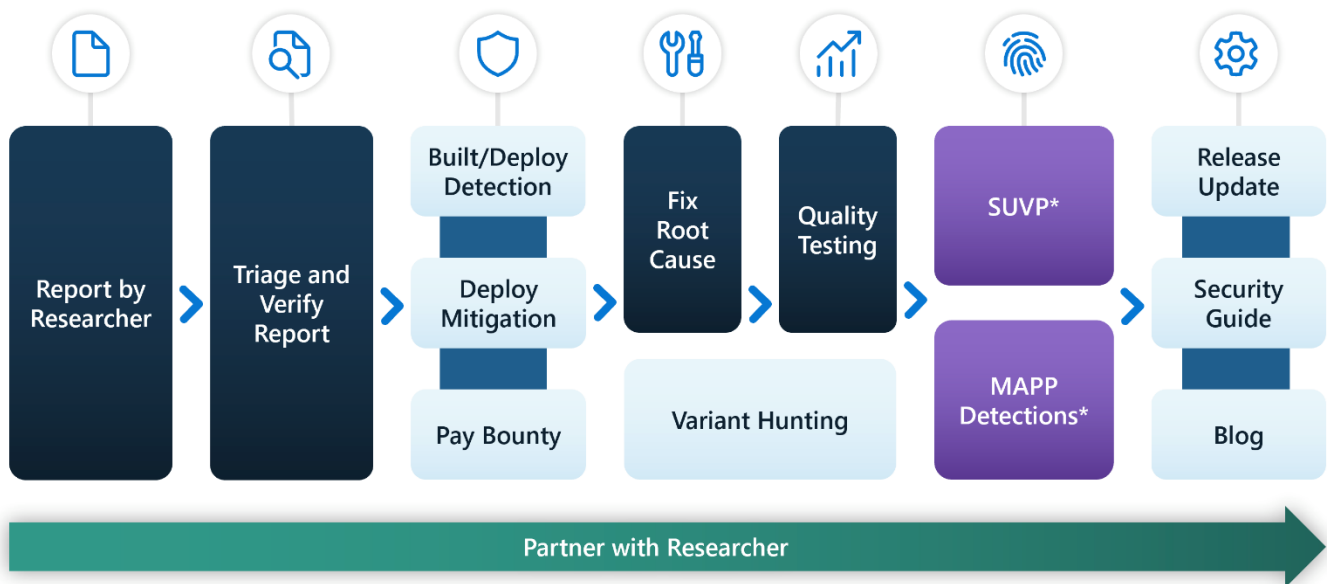 Report by
Researcher
Triage and
Verify
Report
Built/Deploy
Detection
Deploy
Mitigation
Pay Bounty
Fix
Root
Cause
Quality
Testing
Variant Hunting
SUVP*
MAPP
Detections*
Release
Update
Security
Guide
Blog
Partner with Researcher